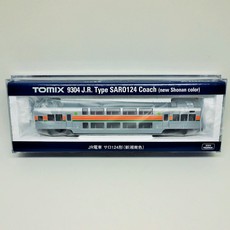 TOMIX 9304 J.R. Type SARO124 Coach (new Shonan color)
JR電車 サロ124形(新湘南色)